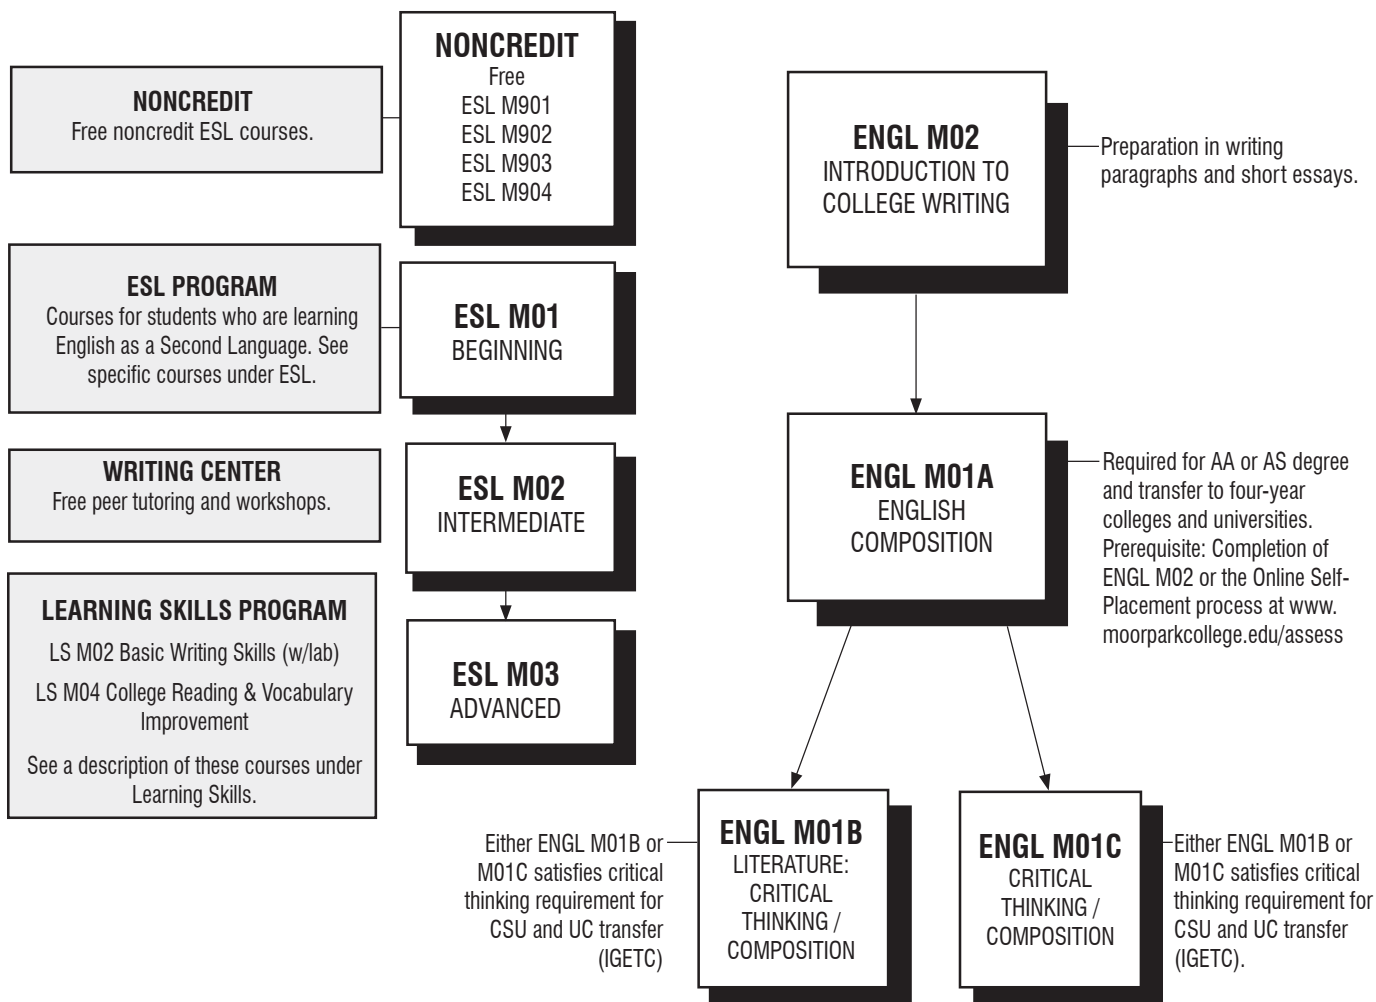 NONCREDIT
Free noncredit ESL courses.
NONCREDIT
Free
ESL M901
ESL M902
ESL M903
ESL M904
ESL PROGRAM
Courses for students who are learning
English as a Second Language. See
specific courses under ESL.
ESL M01
BEGINNING
WRITING CENTER
Free peer tutoring and workshops.
ESL M02
INTERMEDIATE
LEARNING SKILLS PROGRAM
LS M02 Basic Writing Skills (w/lab)
LS M04 College Reading & Vocabulary
Improvement
See a description of these courses under
Learning Skills.
ESL M03
ADVANCED
ENGL M02
INTRODUCTION TO
COLLEGE WRITING
Preparation in writing
paragraphs and short essays.
ENGL M01A
ENGLISH
COMPOSITION
Required for AA or AS degree
and transfer to four-year
colleges and universities.
Prerequisite: Completion of
ENGL M02 or the Online Self-
Placement process at www.
moorparkcollege.edu/assess
Either ENGL M01B or
M01C satisfies critical
thinking requirement for
CSU and UC transfer
(IGETC)
ENGL M01B
LITERATURE:
CRITICAL
THINKING /
COMPOSITION
ENGL M01C
CRITICAL
THINKING /
COMPOSITION
Either ENGL M01B or
M01C satisfies critical
thinking requirement for
CSU and UC transfer
(IGETC).